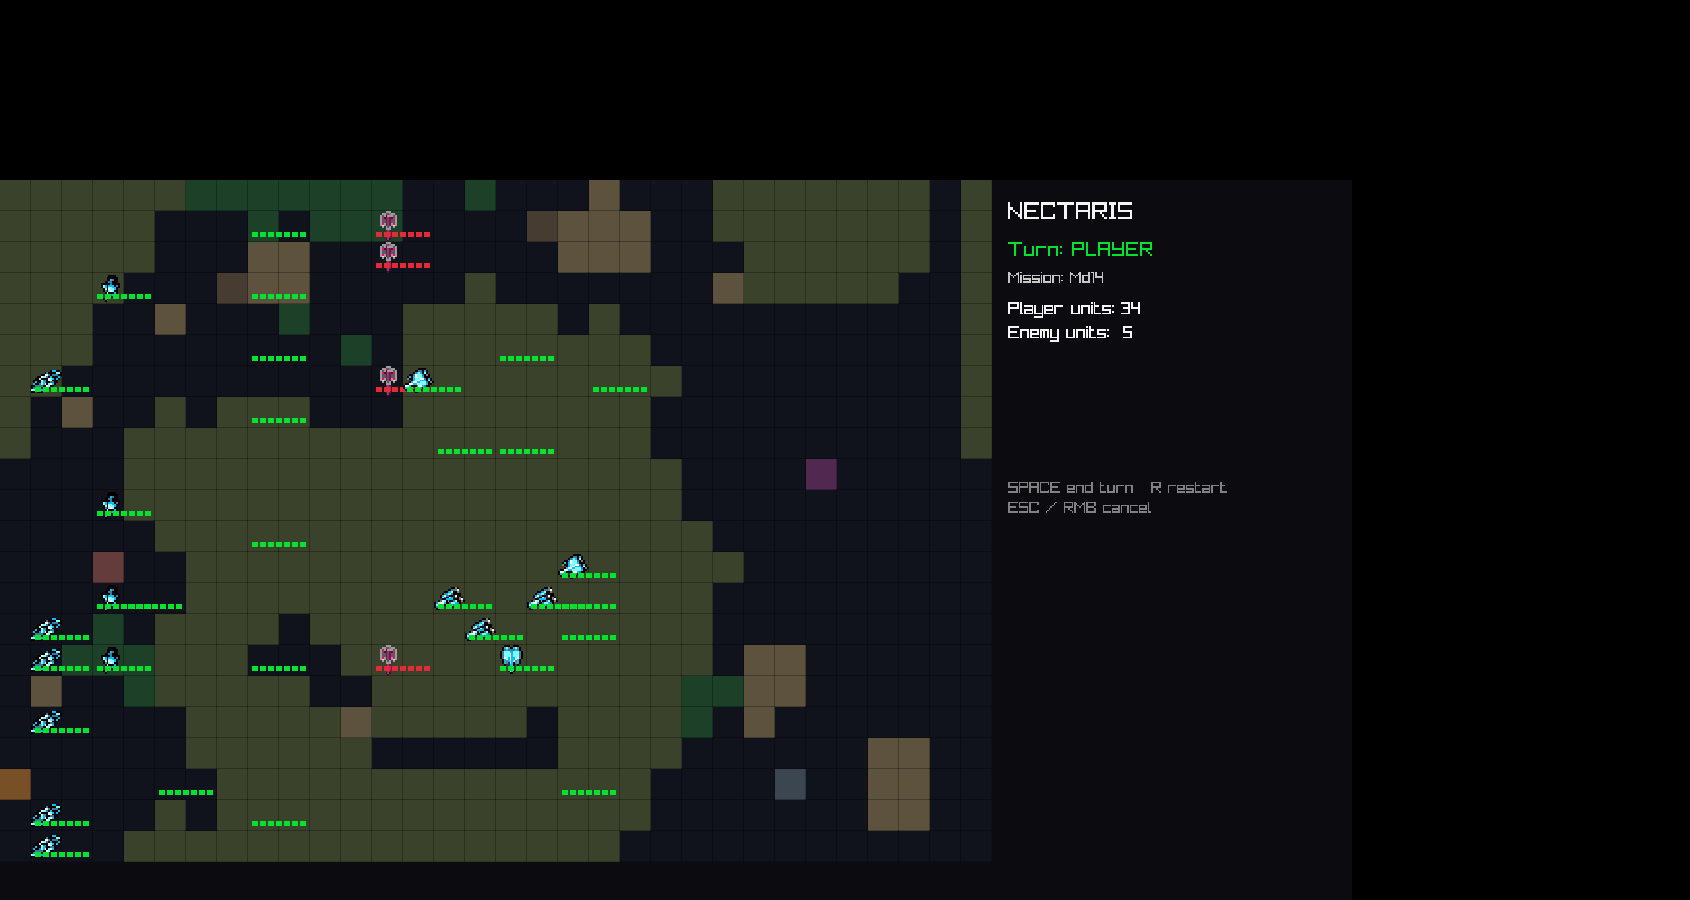 NECTARIS
Turn: PLAYER
Mission: Md14
Player units: 34
Enemy units: 5
SPACE end turn R restart
ESC / RMB cancel